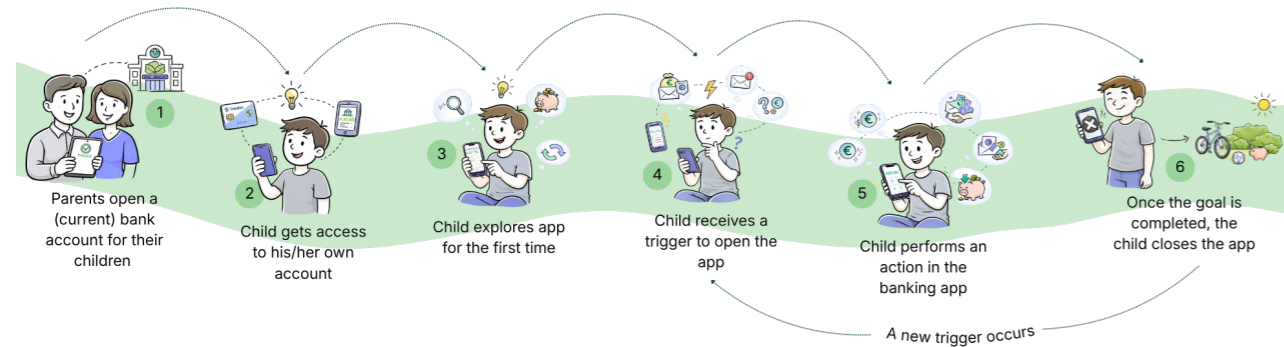 1
Parents open a
(current) bank
account for their
children
2
Child gets access
to his/her own
account
3
Child explores app
for the first time
4
Child receives a
trigger to open the
app
5
Child performs an
action in the
banking app
6
Once the goal is
completed, the
child closes the app
A new trigger occurs